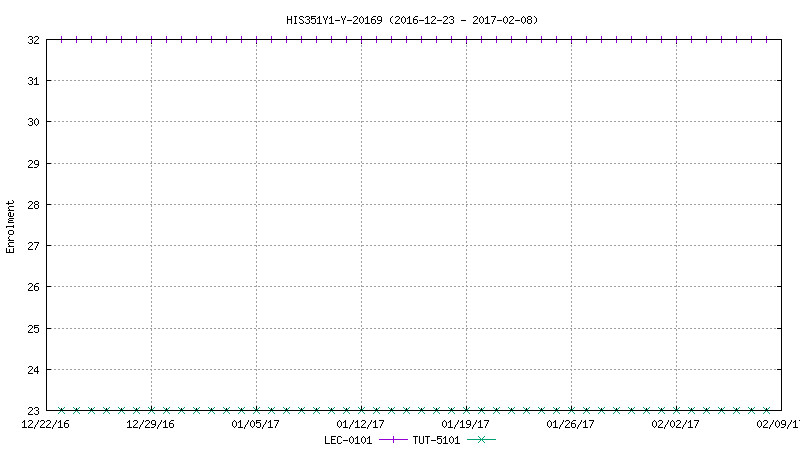 HIS351Y1-Y-20169 (2016-12-23 - 2017-02-08)
32
31
30
29
28
27
26
25
24
23
Enrolment
12/22/16 12/29/16 01/05/17 01/12/17 01/19/17 01/26/17 02/02/17 02/09/1
LEC-0101 TUT-5101